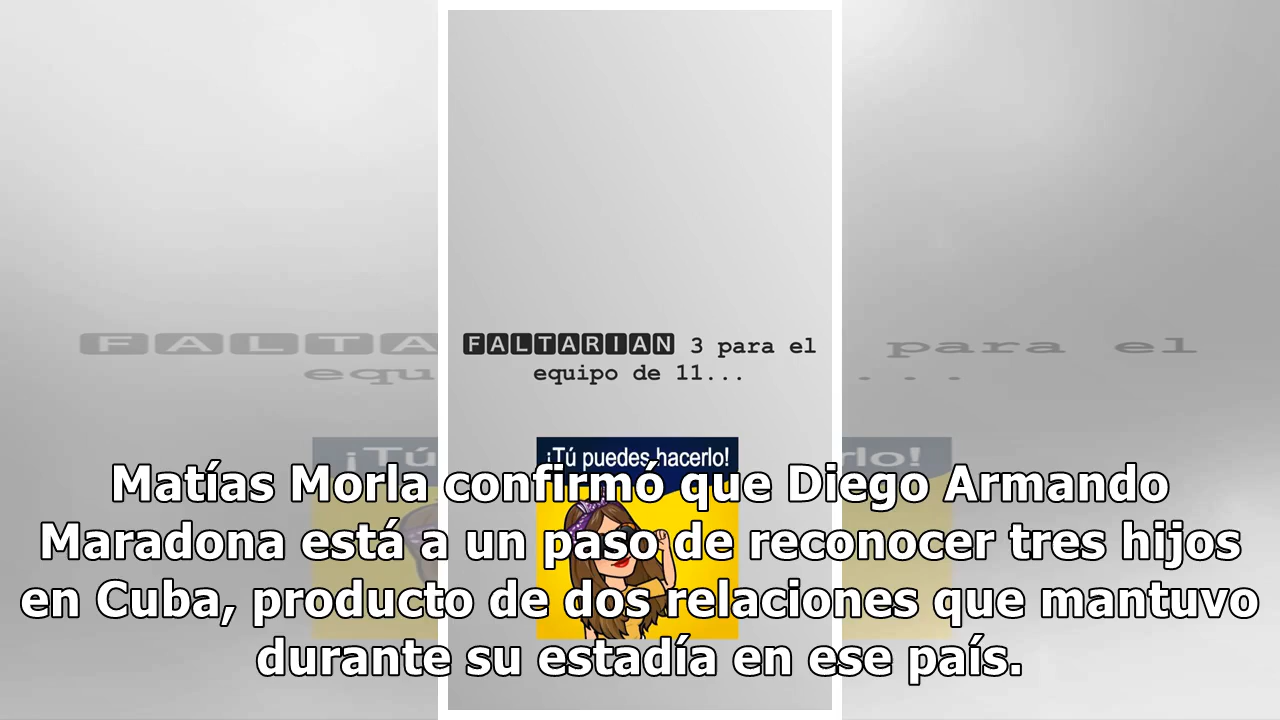 FALTARIAN 3 para el
equipo de 11...
¡Tú puedes hacerlo!
Matías Morla confirmó que Diego Armando
Maradona está a un paso de reconocer tres hijos
en Cuba, producto de dos relaciones que mantuvo
durante su estadía en ese país.